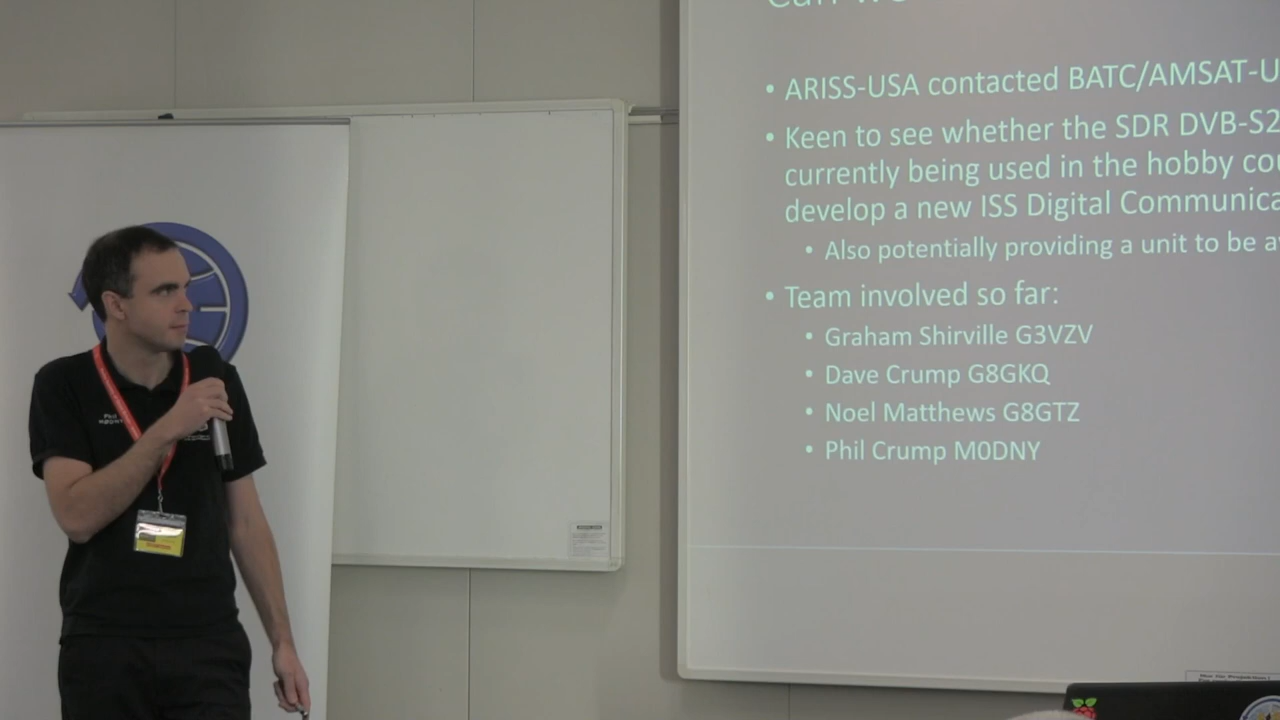 ARISS-USA contacted BATC/AMSAT-U
• Keen to see whether the SDR DVB-S2
currently being used in the hobby cou
develop a new ISS Digital Communica
• Also potentially providing a unit to be a
• Team involved so far:
• Graham Shirville G3VZV
• Dave Crump G8GKQ
• Noel Matthews G8GTZ
• Phil Crump M0DNY
Phil
M0DNY